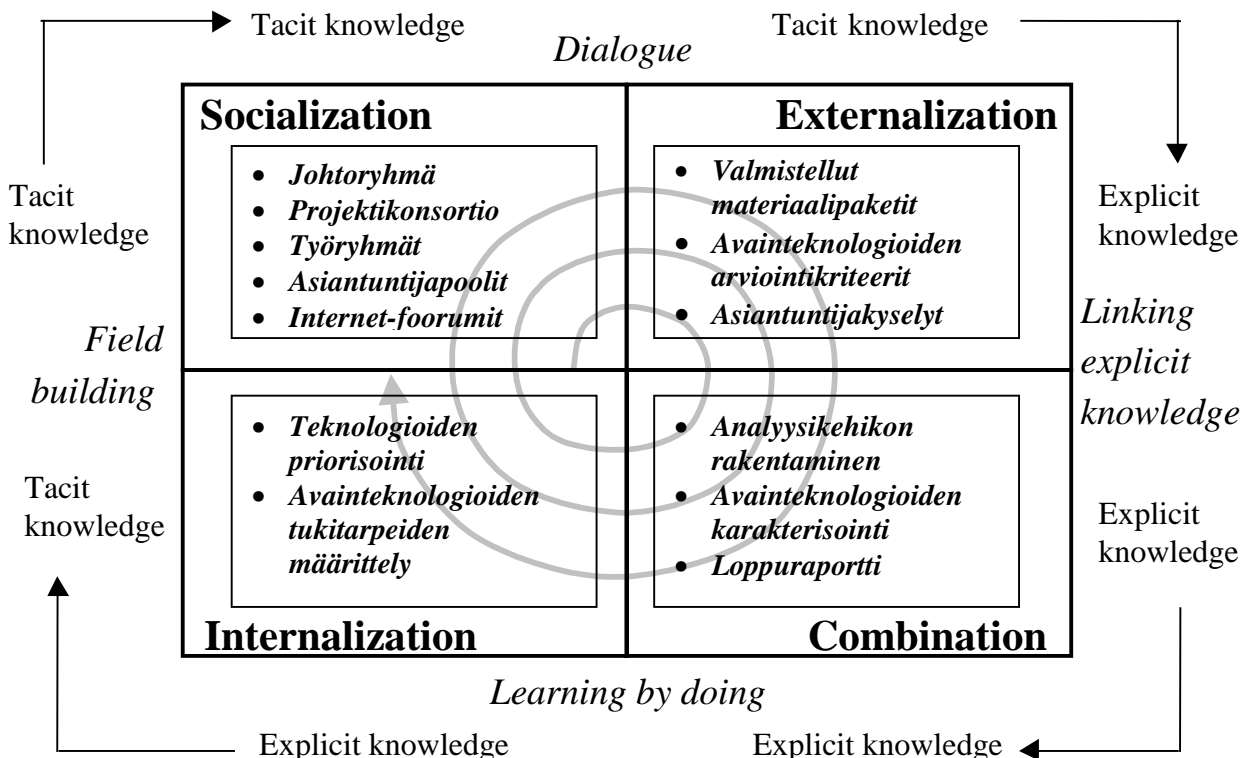 Tacit knowledge
Tacit knowledge
Dialogue
Socialization
Externalization
• Johtoryhmä
• Projektikonsortio
• Työryhmät
• Asiantuntijapoolit
• Internet-foorumit
• Valmistellut
materiaalipaketit
• Avainteknologioiden
arviointikriteerit
• Asiantuntijakyselyt
Tacit
knowledge
Explicit
knowledge
Field
building
Linking
explicit
knowledge
• Teknologioiden
priorisointi
• Avainteknologioiden
tukitarpeiden
määrittely
• Analyysikehikon
rakentaminen
• Avainteknologioiden
karakterisointi
• Loppuraportti
Tacit
knowledge
Explicit
knowledge
Internalization
Combination
Learning by doing
Explicit knowledge
Explicit knowledge